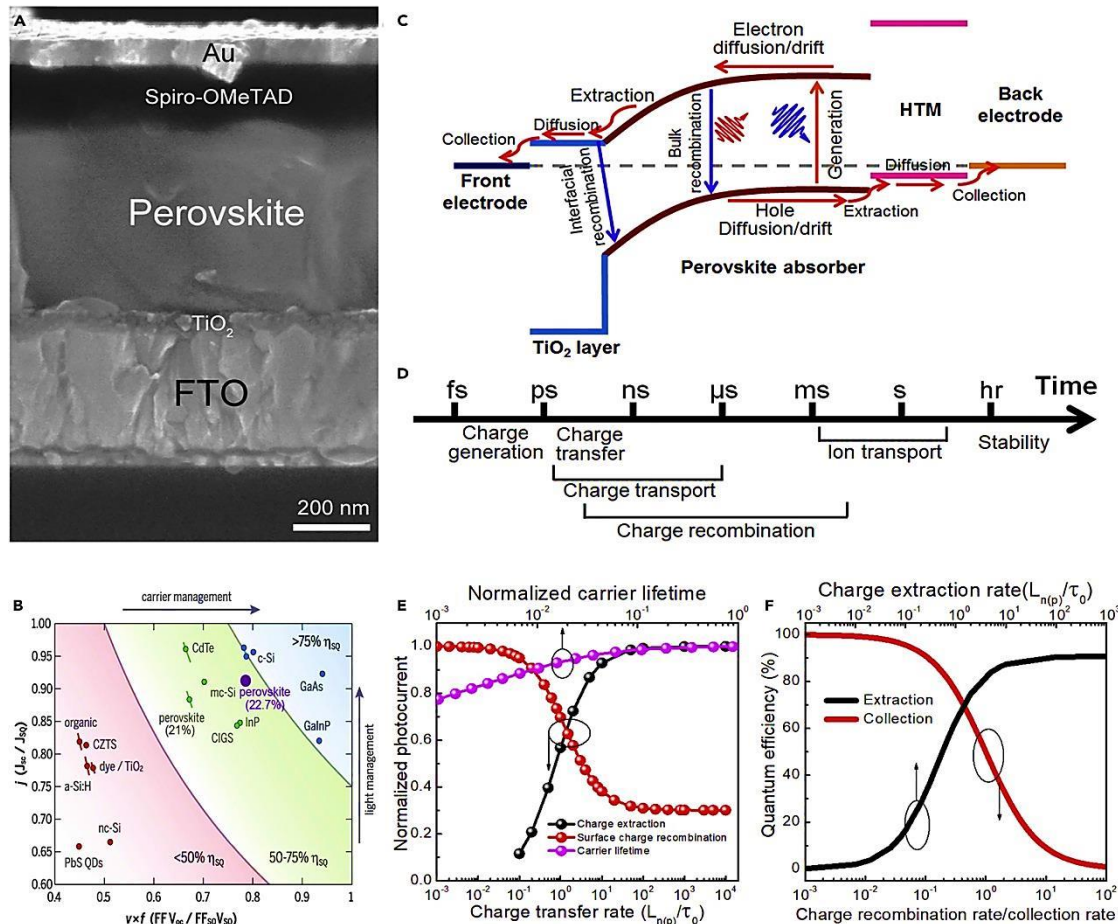 A
Au
Spiro-OMeTAD
Perovskite
TiO2
FTO
200 nm
C
Electron
diffusion/drift
Extraction
Diffusion
Collection
HTM
Back
electrode
Generation
Bulk
recombination
Interfacial
recombination
Front
electrode
Diffusion
Hole
Diffusion/drift
Extraction
Collection
Perovskite absorber
TiO2 layer
D
fs
ps
ns
μs
ms
s
hr
Time
Charge
generation
Charge
transfer
Ion transport
Stability
Charge transport
Charge recombination
B
carrier management
1.00
0.95
0.90
0.85
0.80
0.75
0.70
0.65
0.60
j (Jsc / JSQ)
CdTe
c-Si
>75% ηSQ
mc-Si
perovskite
(22.7%)
GaAs
perovskite
(21%)
InP
CIGS
GaInP
organic
CZTS
dye / TiO2
a-Si:H
nc-Si
PbS QDs
<50% ηSQ
50-75% ηSQ
light management
0.4
0.5
0.6
0.7
0.8
0.9
1
v×f (FF Voc / FFSQVSQ)
E
Normalized carrier lifetime
10-3
10-2
10-1
100
Normalized photocurrent
1.0
0.8
0.6
0.4
0.2
0.0
Charge extraction
Surface charge recombination
Carrier lifetime
10-3
10-2
10-1
100
101
102
103
104
Charge transfer rate (Ln(p)/τ0)
F
Charge extraction rate(Ln(p)/τ0)
10-3
10-2
10-1
100
101
102
103
Quantum efficiency (%)
100
80
60
40
20
0
Extraction
Collection
10-3
10-2
10-1
100
101
102
Charge recombination rate/collection rate